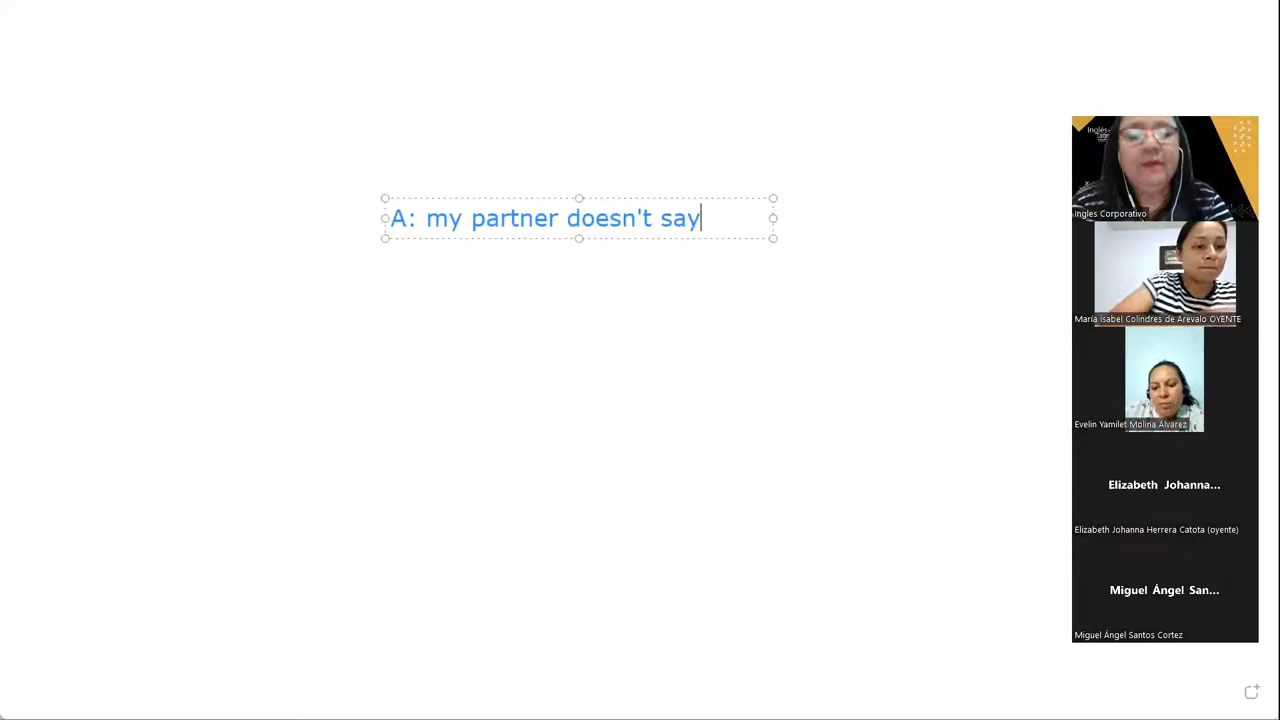 A: my partner doesn't say
Inglés
Ingles Corporativo
María isabel Colindres de Arevalo OYENTE
Evelin Yamilet Molina Alvarez
Elizabeth Johanna...
Elizabeth Johanna Herrera Catota (oyente)
Miguel Ángel San...
Miguel Ángel Santos Cortez